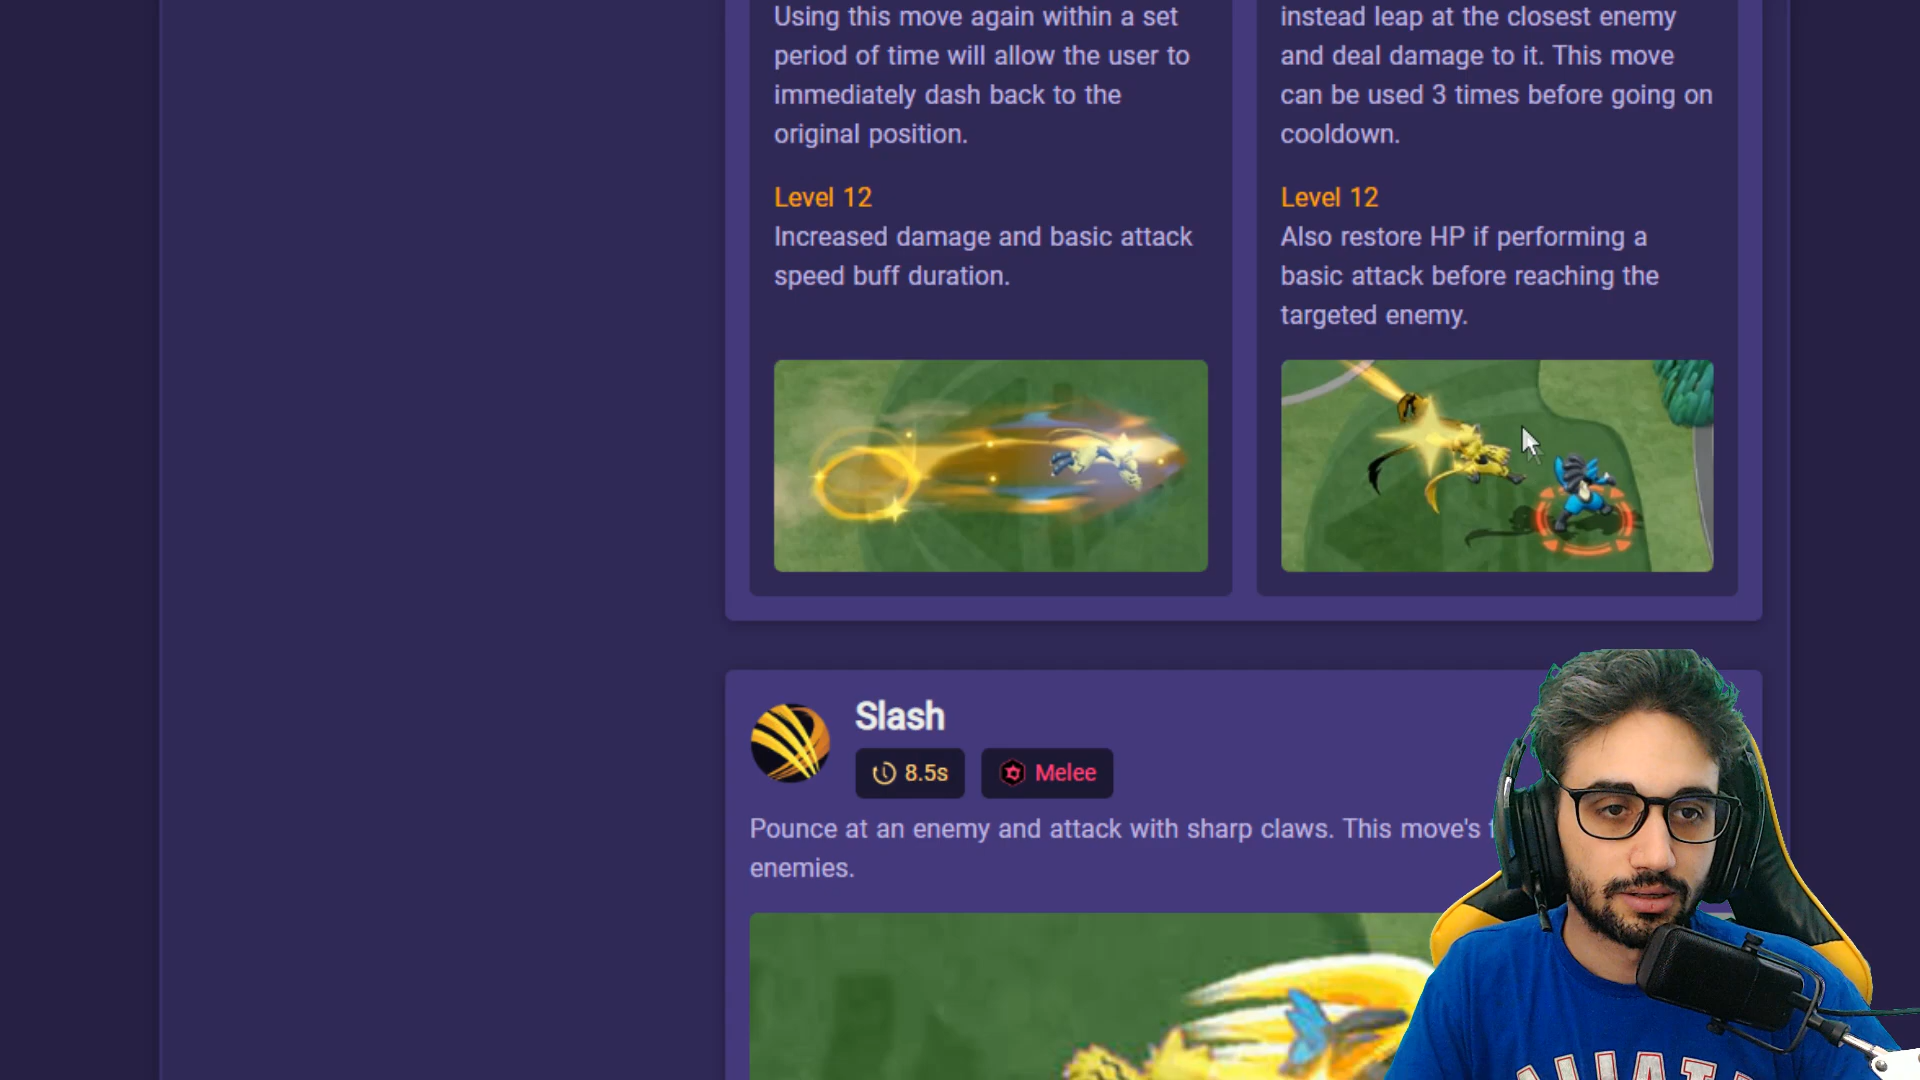 Using this move again within a set
period of time will allow the user to
immediately dash back to the
original position.
Level 12
Increased damage and basic attack
speed buff duration.
instead leap at the closest enemy
and deal damage to it. This move
can be used 3 times before going on
cooldown.
Level 12
Also restore HP if performing a
basic attack before reaching the
targeted enemy.
Slash
8.5s
Melee
Pounce at an enemy and attack with sharp claws. This move's
enemies.